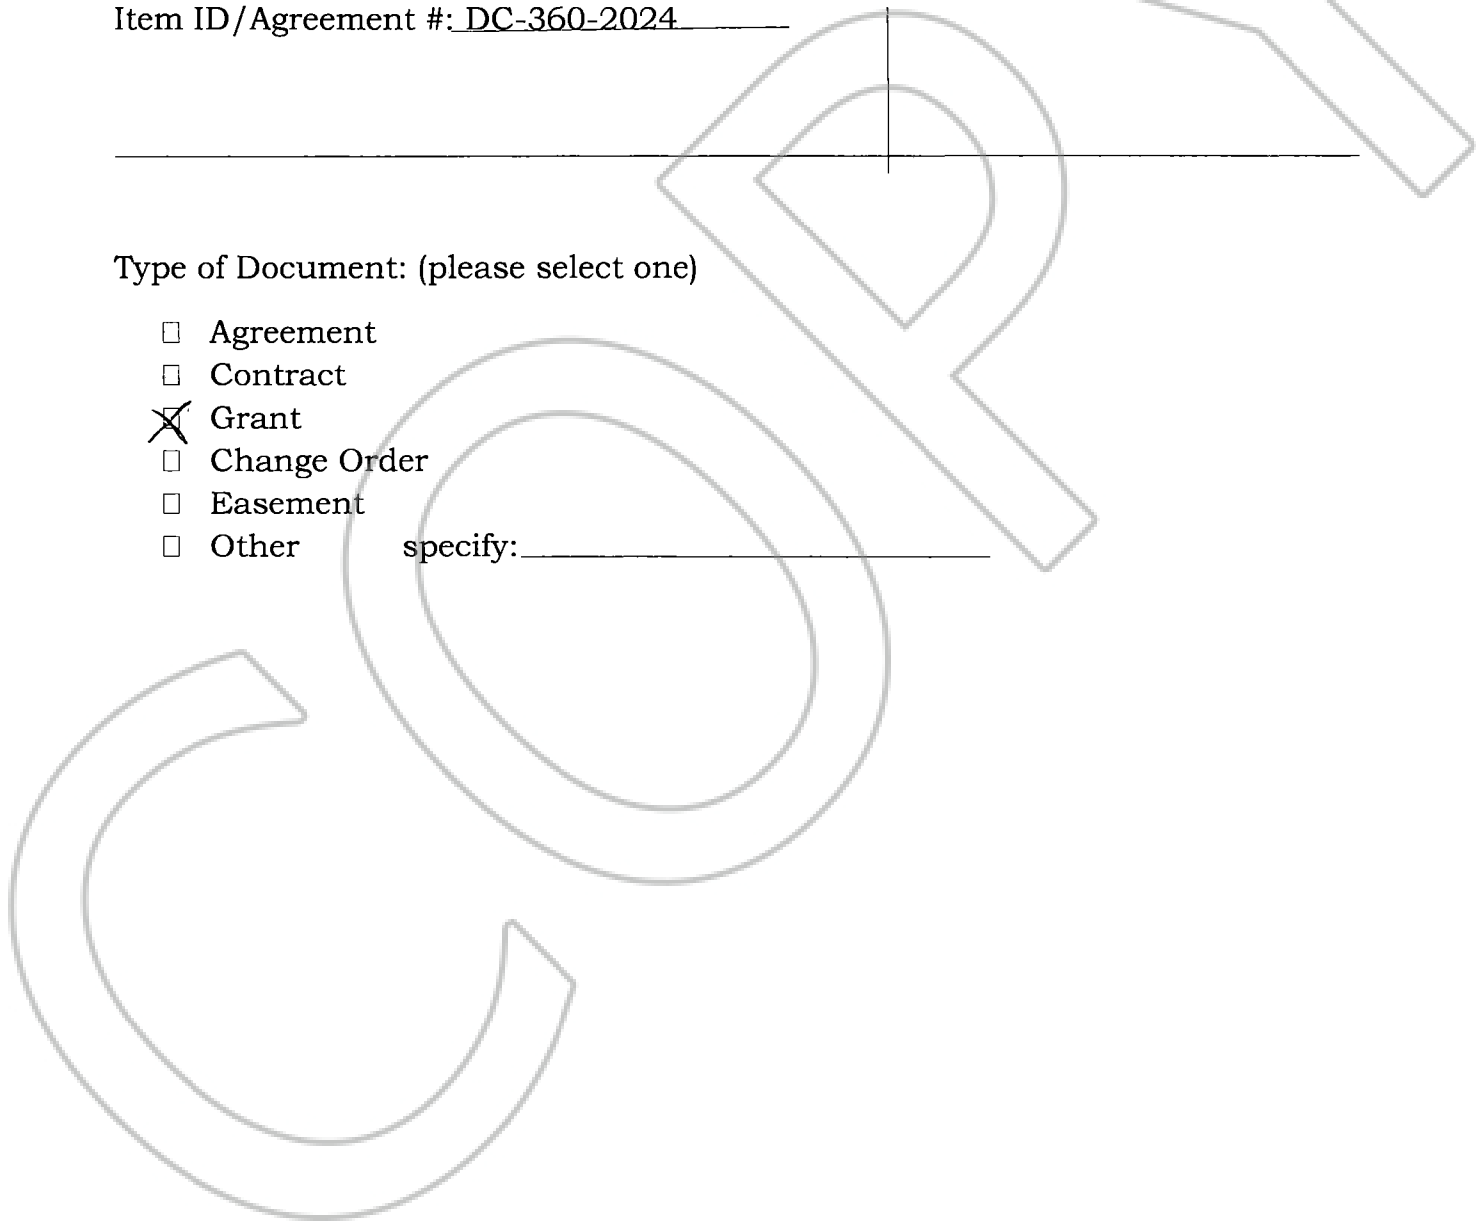 Item ID/Agreement #: DC-360-2024
Type of Document: (please select one)
☐ Agreement
☐ Contract
☒ Grant
☐ Change Order
☐ Easement
☐ Other specify:
COPY